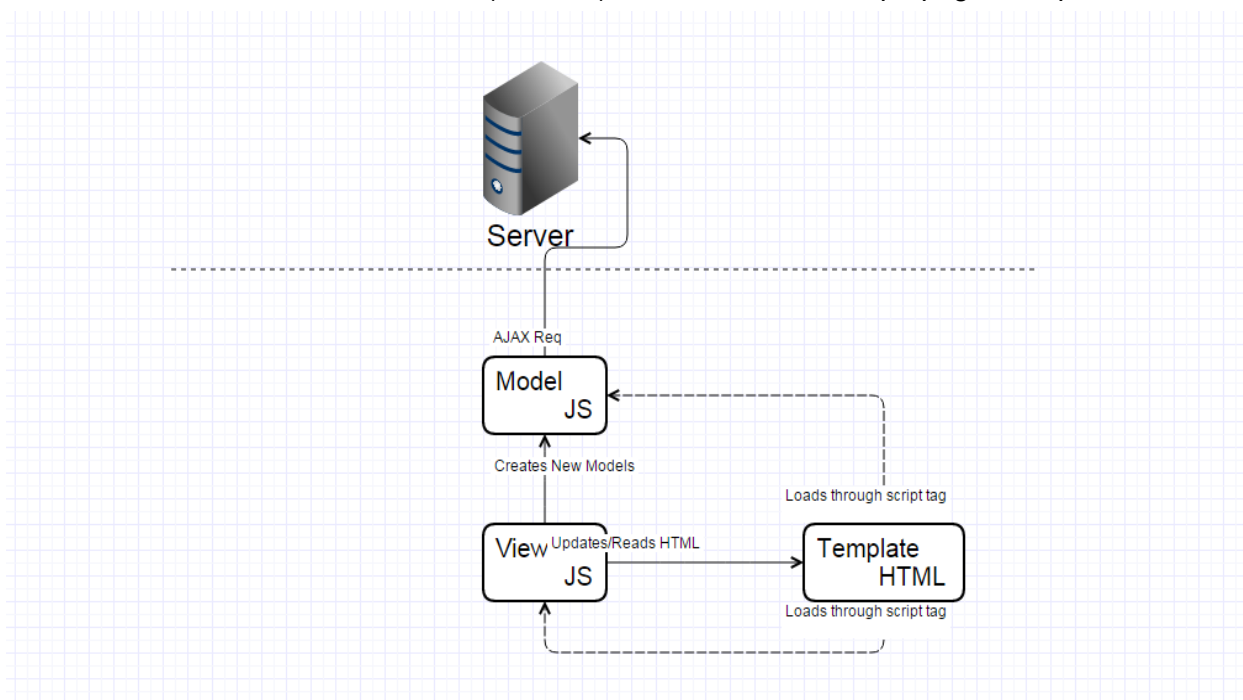 Server
AJAX Req
Model
JS
Creates New Models
Loads through script tag
View
Updates/Reads HTML
JS
Template
HTML
Loads through script tag